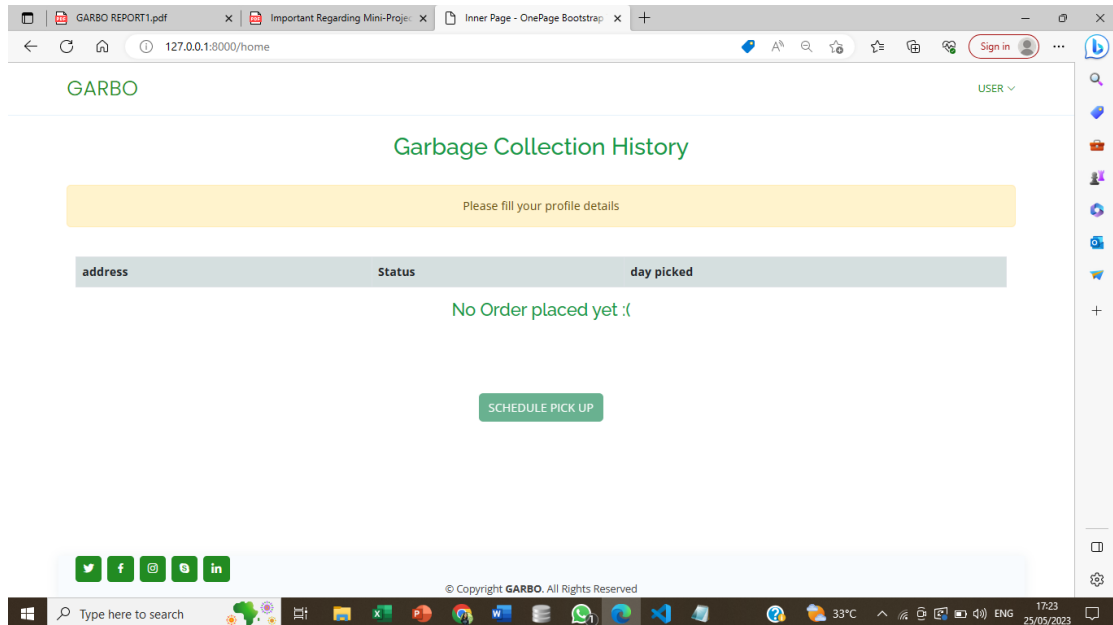 GARBO REPORT1.pdf
Important Regarding Mini-Projec
Inner Page - OnePage Bootstrap
127.0.0.1:8000/home
Sign in
GARBO
USER
Garbage Collection History
Please fill your profile details
address Status day picked
No Order placed yet :(
SCHEDULE PICK UP
© Copyright GARBO. All Rights Reserved
Type here to search
33°C
ENG
17:23
25/05/2023